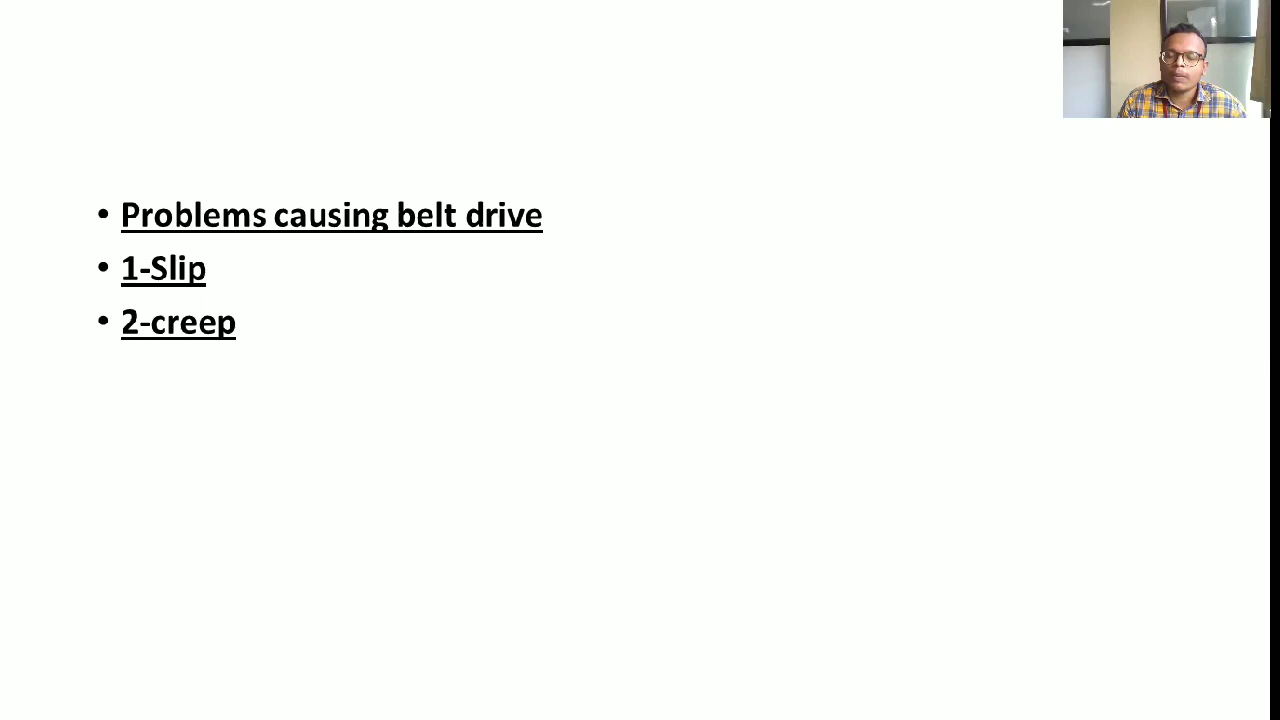 • Problems causing belt drive
• 1-Slip
• 2-creep